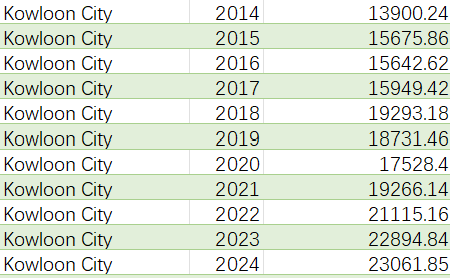 Kowloon City 2014 13900.24
Kowloon City 2015 15675.86
Kowloon City 2016 15642.62
Kowloon City 2017 15949.42
Kowloon City 2018 19293.18
Kowloon City 2019 18731.46
Kowloon City 2020 17528.4
Kowloon City 2021 19266.14
Kowloon City 2022 21115.16
Kowloon City 2023 22894.84
Kowloon City 2024 23061.85